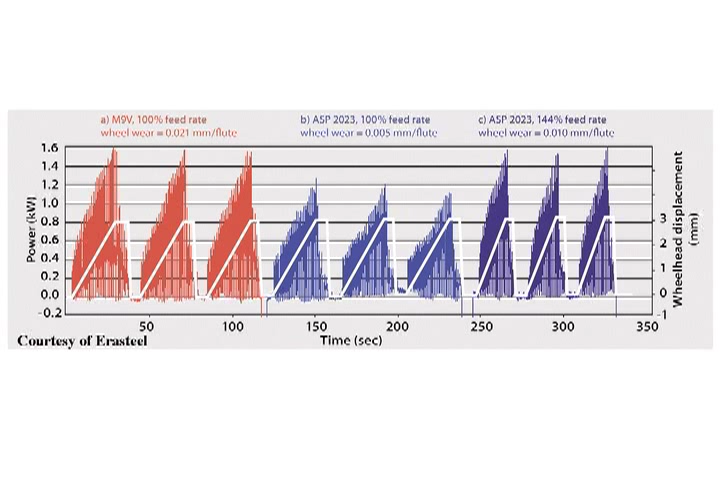 a) M9V, 100% feed rate
wheel wear = 0.021 mm/flute
b) ASP 2023, 100% feed rate
wheel wear = 0.005 mm/flute
c) ASP 2023, 144% feed rate
wheel wear = 0.010 mm/flute
Power (kW)
1.6
1.4
1.2
1.0
0.8
0.6
0.4
0.2
0.0
-0.2
3
2
1
0
-1
Wheelhead displacement
(mm)
50 100 150 200 250 300 350
Courtesy of Erasteel
Time (sec)